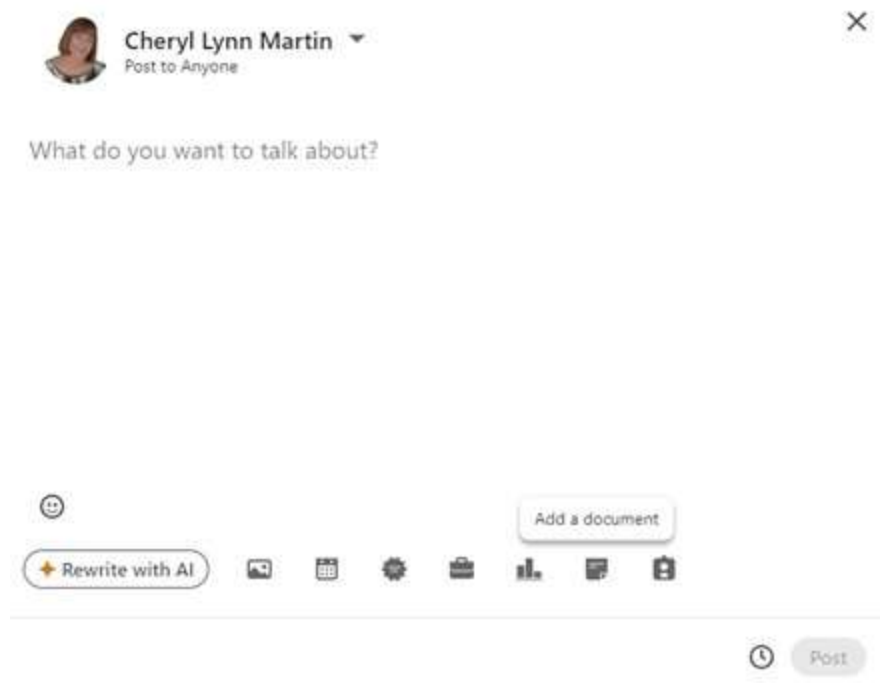 Cheryl Lynn Martin
Post to Anyone
What do you want to talk about?
Add a document
Rewrite with AI
Post